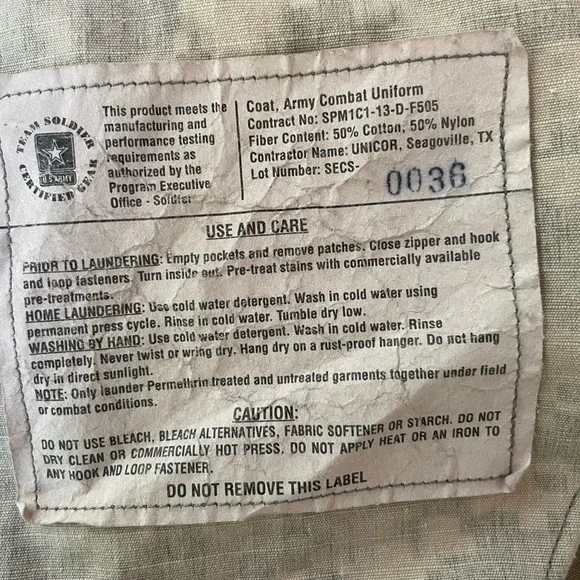 TEAM SOLDIER
U.S. ARMY
CERTIFIED GEAR
This product meets the
manufacturing and
performance testing
requirements as
authorized by the
Program Executive
Office - Soldier
Coat, Army Combat Uniform
Contract No: SPM1C1-13-D-F505
Fiber Content: 50% Cotton, 50% Nylon
Contractor Name: UNICOR, Seagoville, TX
Lot Number: SECS- 0036
USE AND CARE
PRIOR TO LAUNDERING: Empty pockets and remove patches. Close zipper and hook
and loop fasteners. Turn inside out. Pre-treat stains with commercially available
pre-treatments.
HOME LAUNDERING: Use cold water detergent. Wash in cold water using
permanent press cycle. Rinse in cold water. Tumble dry low.
WASHING BY HAND: Use cold water detergent. Wash in cold water. Rinse
completely. Never twist or wring dry. Hang dry on a rust-proof hanger. Do not hang
dry in direct sunlight.
NOTE: Only launder Permethrin treated and untreated garments together under field
or combat conditions.
CAUTION:
DO NOT USE BLEACH, BLEACH ALTERNATIVES, FABRIC SOFTENER OR STARCH. DO NOT
DRY CLEAN OR COMMERCIALLY HOT PRESS. DO NOT APPLY HEAT OR AN IRON TO
ANY HOOK AND LOOP FASTENER.
DO NOT REMOVE THIS LABEL